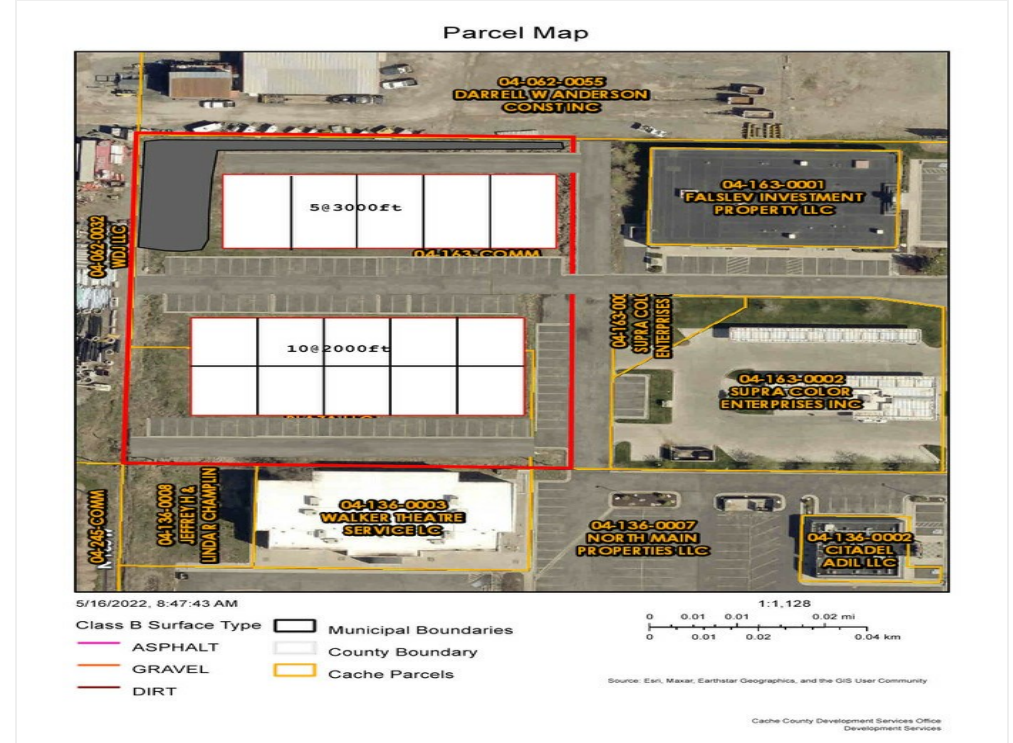 Parcel Map
04-062-0055
DARRELL W ANDERSON
CONST INC
04-163-0001
FALSLEV INVESTMENT
PROPERTY LLC
5@3000ft
04-062-0032
WDJ LLC
04-163-COMM
SUPRA COLO
ENTERPRISES
10@2000ft
04-163-0002
SUPRA COLOR
ENTERPRISES INC
04-245-COMM
04-136-0008
JEFFREY H &
LINDA R CHAMPLIN
04-136-0003
WALKER THEATRE
SERVICE LC
04-136-0007
NORTH MAIN
PROPERTIES LLC
04-136-0002
CITADEL
ADIL LLC
5/16/2022, 8:47:43 AM
1:1,128
Class B Surface Type
ASPHALT
GRAVEL
DIRT
Municipal Boundaries
County Boundary
Cache Parcels
0 0.01 0.01 0.02 mi
0 0.01 0.02 0.04 km
Source: Esri, Maxar, Earthstar Geographics, and the GIS User Community
Cache County Development Services Office
Development Services